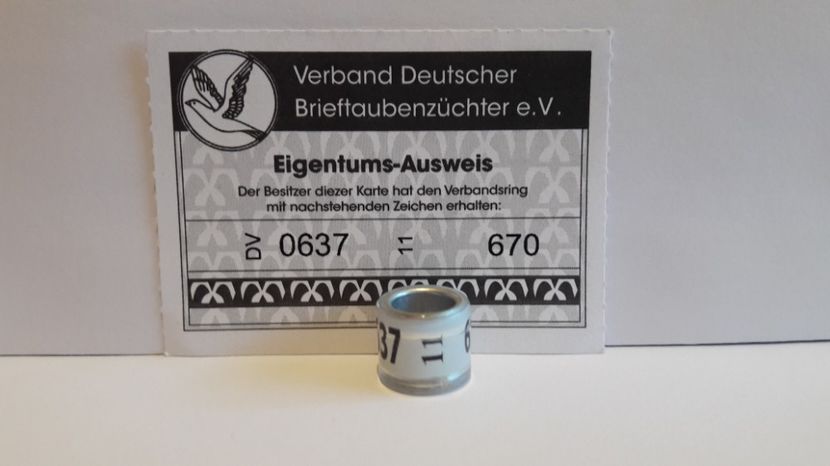 Verband Deutscher
Brieftaubenzüchter e.V.
Eigentums-Ausweis
Der Besitzer diezer Karte hat den Verbandsring
mit nachstehenden Zeichen erhalten:
DV 0637 11 670
37 11 6